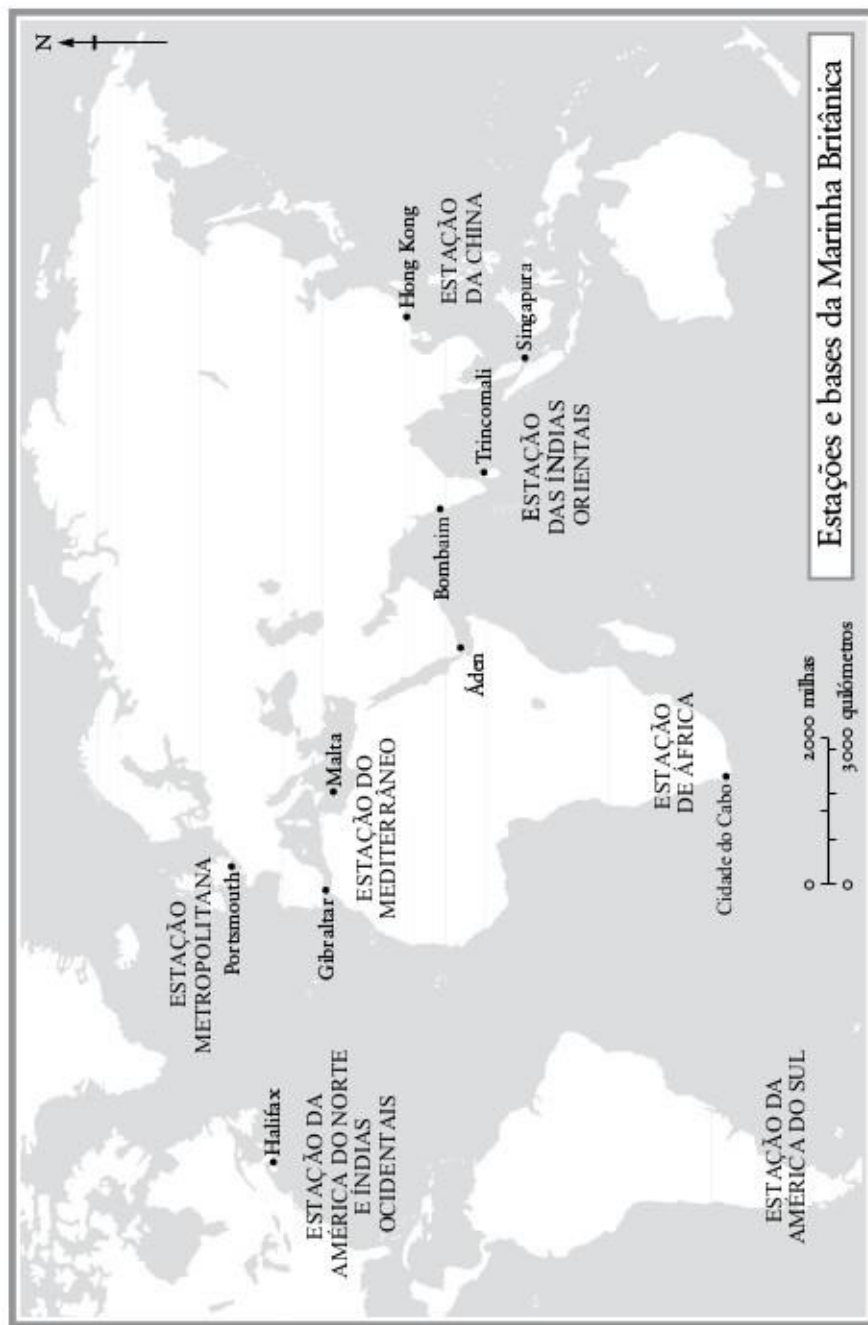 N
ESTAÇÃO
METROPOLITANA
Portsmouth
Halifax
ESTAÇÃO DA
AMÉRICA DO NORTE
E ÍNDIAS
OCIDENTAIS
Gibraltar
Malta
ESTAÇÃO DO
MEDITERRÂNEO
Hong Kong
ESTAÇÃO
DA CHINA
Bombaim
Áden
Trincomali
Singapura
ESTAÇÃO
DAS ÍNDIAS
ORIENTAIS
ESTAÇÃO
DE ÁFRICA
Cidade do Cabo
ESTAÇÃO DA
AMÉRICA DO SUL
0 2000 milhas
0 3000 quilómetros
Estações e bases da Marinha Britânica